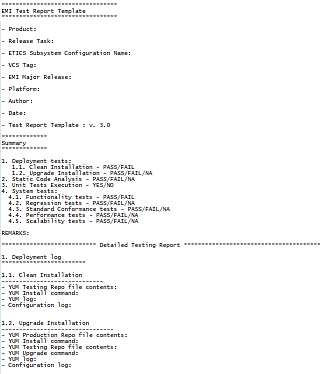 ********************************
EMI Test Report Template
********************************
- Product:
- Release Task:
- ETICS Subsystem Configuration Name:
- VCS Tag:
- EMI Major Release:
- Platform:
- Author:
- Date:
- Test Report Template : v. 3.0
*************
Summary
*************
1. Deployment tests:
1.1. Clean Installation - PASS/FAIL
1.2. Upgrade Installation - PASS/FAIL/NA
2. Static Code Analysis - PASS/FAIL/NA
3. Unit Tests Execution - YES/NO
4. System tests:
4.1. Functionality tests - PASS/FAIL
4.2. Regression tests - PASS/FAIL/NA
4.3. Standard Conformance tests - PASS/FAIL/NA
4.4. Performance tests - PASS/FAIL/NA
4.5. Scalability tests - PASS/FAIL/NA
REMARKS:
************************** Detailed Testing Report **************************************
1. Deployment log
***********************
1.1. Clean Installation
----------------------------
- YUM Testing Repo file contents:
- YUM Install command:
- YUM log:
- Configuration log:
1.2. Upgrade Installation
-------------------------------
- YUM Production Repo file contents:
- YUM Install command:
- YUM Testing Repo file contents:
- YUM Upgrade command:
- YUM log:
- Configuration log: